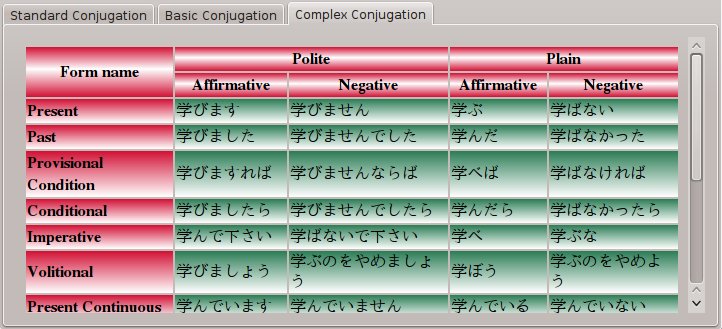 Standard Conjugation Basic Conjugation Complex Conjugation
Form name Polite Plain
Affirmative Negative Affirmative Negative
Present 学びます 学びません 学ぶ 学ばない
Past 学びました 学びませんでした 学んだ 学ばなかった
Provisional
Condition 学びますれば 学びませんならば 学べば 学ばなければ
Conditional 学びましたら 学びませんでしたら 学んだら 学ばなかったら
Imperative 学んで下さい 学ばないで下さい 学べ 学ぶな
Volitional 学びましょう 学ぶのをやめましょ
う 学ぼう 学ぶのをやめよ
う
Present Continuous 学んでいます 学んでいません 学んでいる 学んでいない